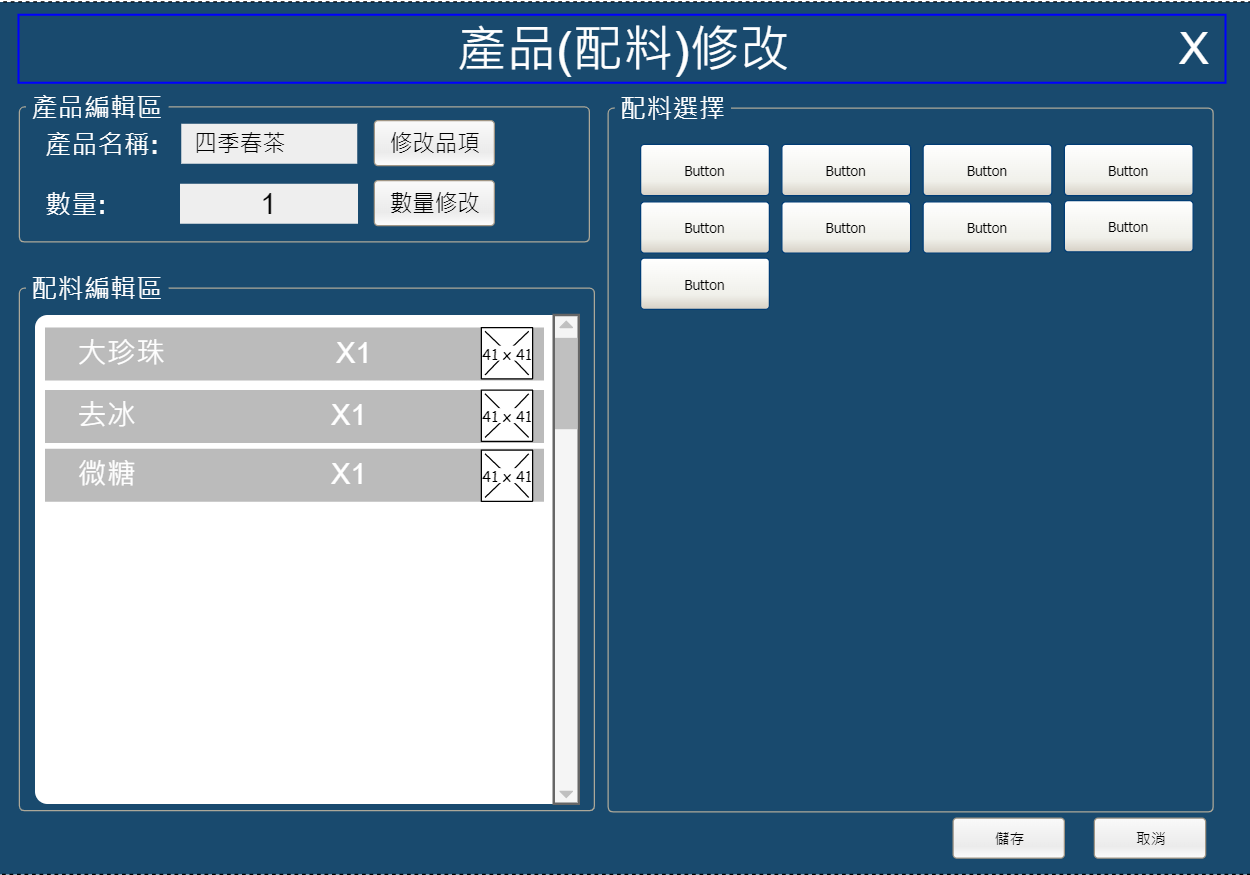 產品(配料)修改 X
產品編輯區
產品名稱: 四季春茶 修改品項
數量: 1 數量修改
配料編輯區
大珍珠 X1 41 x 41
去冰 X1 41 x 41
微糖 X1 41 x 41
配料選擇
Button Button Button Button
Button Button Button Button
Button
儲存 取消